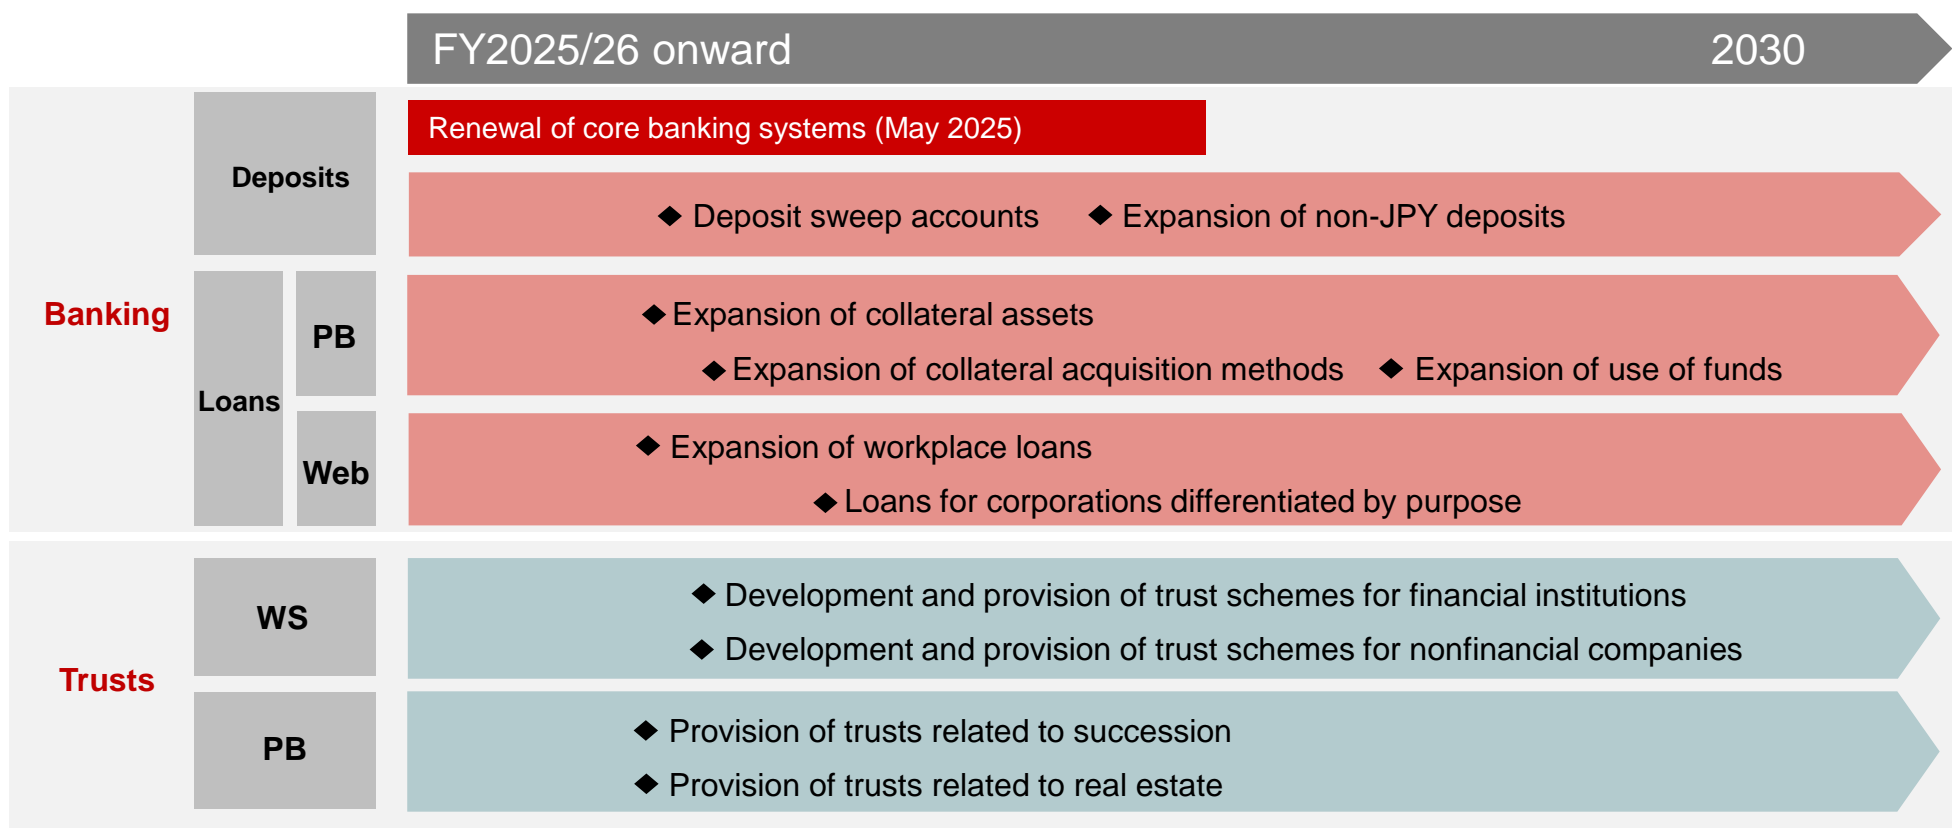 FY2025/26 onward 2030
Renewal of core banking systems (May 2025)
Deposits
◆ Deposit sweep accounts ◆ Expansion of non-JPY deposits
Banking
Loans
PB
◆ Expansion of collateral assets
◆ Expansion of collateral acquisition methods ◆ Expansion of use of funds
Web
◆ Expansion of workplace loans
◆ Loans for corporations differentiated by purpose
Trusts
WS
◆ Development and provision of trust schemes for financial institutions
◆ Development and provision of trust schemes for nonfinancial companies
PB
◆ Provision of trusts related to succession
◆ Provision of trusts related to real estate